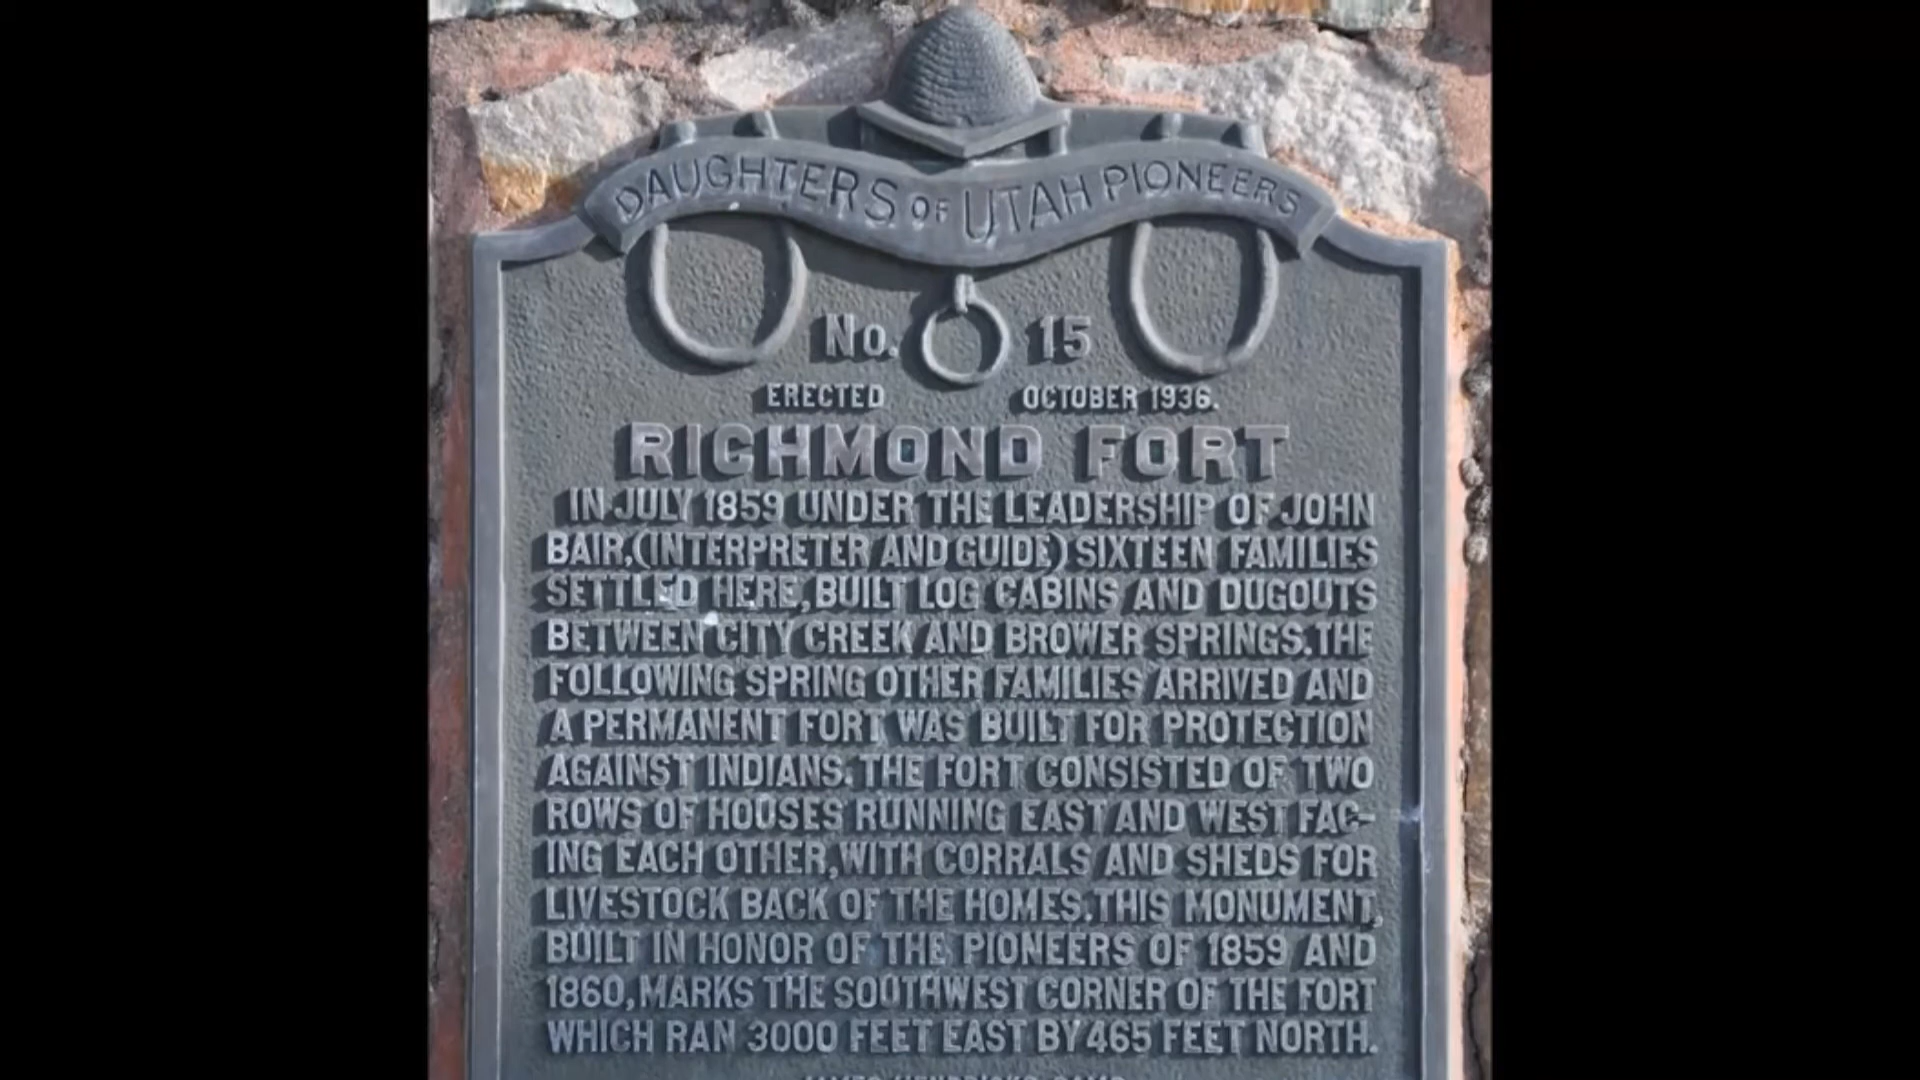 DAUGHTERS OF UTAH PIONEERS
No. 15
ERECTED OCTOBER 1936.
RICHMOND FORT
IN JULY 1859 UNDER THE LEADERSHIP OF JOHN
BAIR,(INTERPRETER AND GUIDE) SIXTEEN FAMILIES
SETTLED HERE, BUILT LOG CABINS AND DUGOUTS
BETWEEN CITY CREEK AND BROWER SPRINGS. THE
FOLLOWING SPRING OTHER FAMILIES ARRIVED AND
A PERMANENT FORT WAS BUILT FOR PROTECTION
AGAINST INDIANS. THE FORT CONSISTED OF TWO
ROWS OF HOUSES RUNNING EAST AND WEST FAC-
ING EACH OTHER, WITH CORRALS AND SHEDS FOR
LIVESTOCK BACK OF THE HOMES. THIS MONUMENT,
BUILT IN HONOR OF THE PIONEERS OF 1859 AND
1860, MARKS THE SOUTHWEST CORNER OF THE FORT
WHICH RAN 3000 FEET EAST BY 465 FEET NORTH.